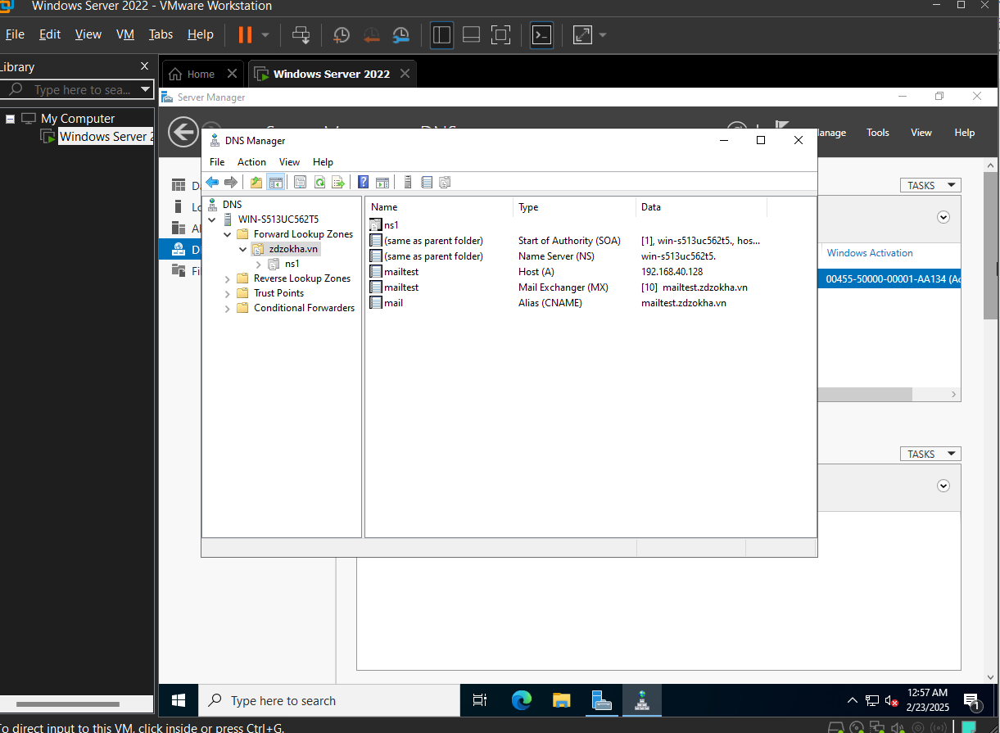 Windows Server 2022 - VMware Workstation
File Edit View VM Tabs Help
Library
Type here to sea...
My Computer
Windows Server 2
Home
Windows Server 2022
Server Manager
Manage Tools View Help
DNS Manager
File Action View Help
DNS
WIN-S513UC562T5
Forward Lookup Zones
zdzokha.vn
ns1
Reverse Lookup Zones
Trust Points
Conditional Forwarders
Name Type Data
ns1
(same as parent folder) Start of Authority (SOA) [1], win-s513uc562t5., hos...
(same as parent folder) Name Server (NS) win-s513uc562t5.
mailtest Host (A) 192.168.40.128
mailtest Mail Exchanger (MX) [10] mailtest.zdzokha.vn
mail Alias (CNAME) mailtest.zdzokha.vn
TASKS
Windows Activation
00455-50000-00001-AA134 (Ac
TASKS
Type here to search
12:57 AM
2/23/2025
1
To direct input to this VM, click inside or press Ctrl+G.